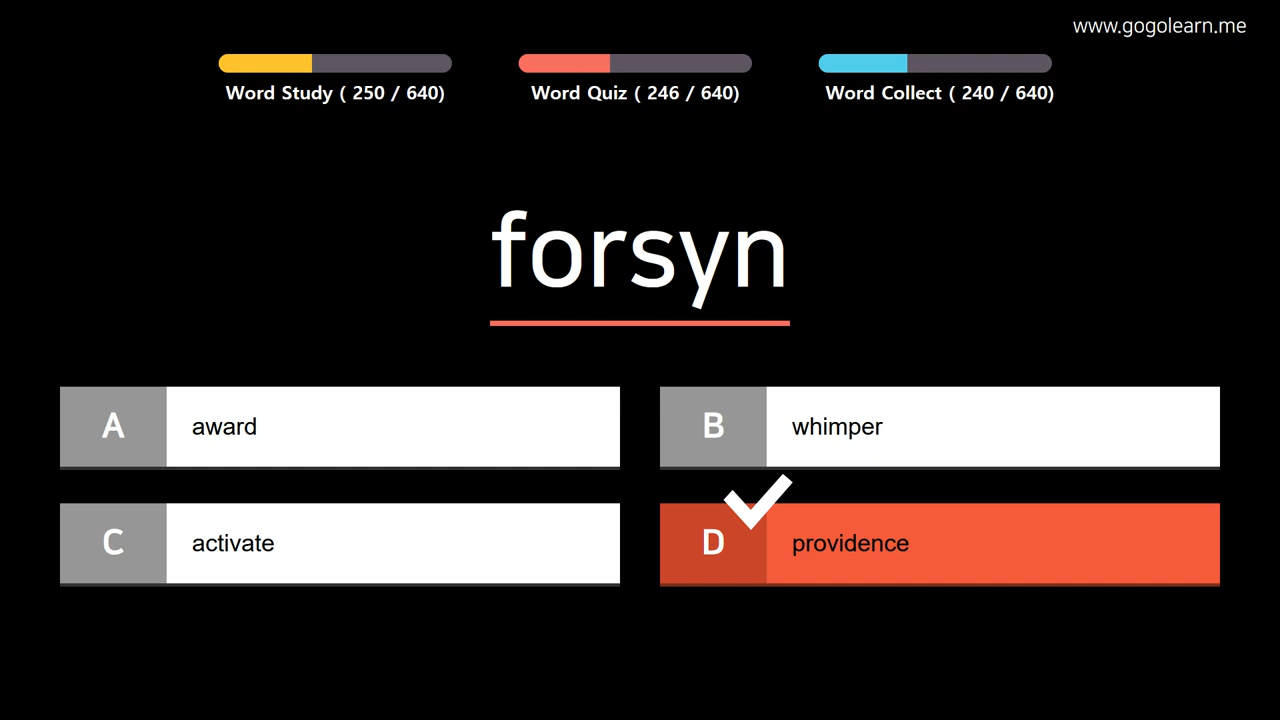 www.gogolearn.me
Word Study ( 250 / 640)
Word Quiz ( 246 / 640)
Word Collect ( 240 / 640)
forsyn
A award
B whimper
C activate
D providence